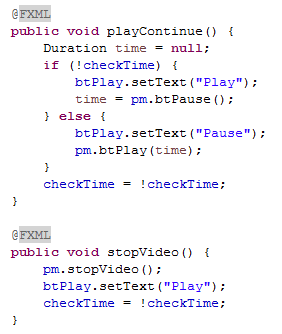 @FXML
public void playContinue() {
    Duration time = null;
    if (!checkTime) {
        btPlay.setText("Play");
        time = pm.btPause();
    } else {
        btPlay.setText("Pause");
        pm.btPlay(time);
    }
    checkTime = !checkTime;
}

@FXML
public void stopVideo() {
    pm.stopVideo();
    btPlay.setText("Play");
    checkTime = !checkTime;
}